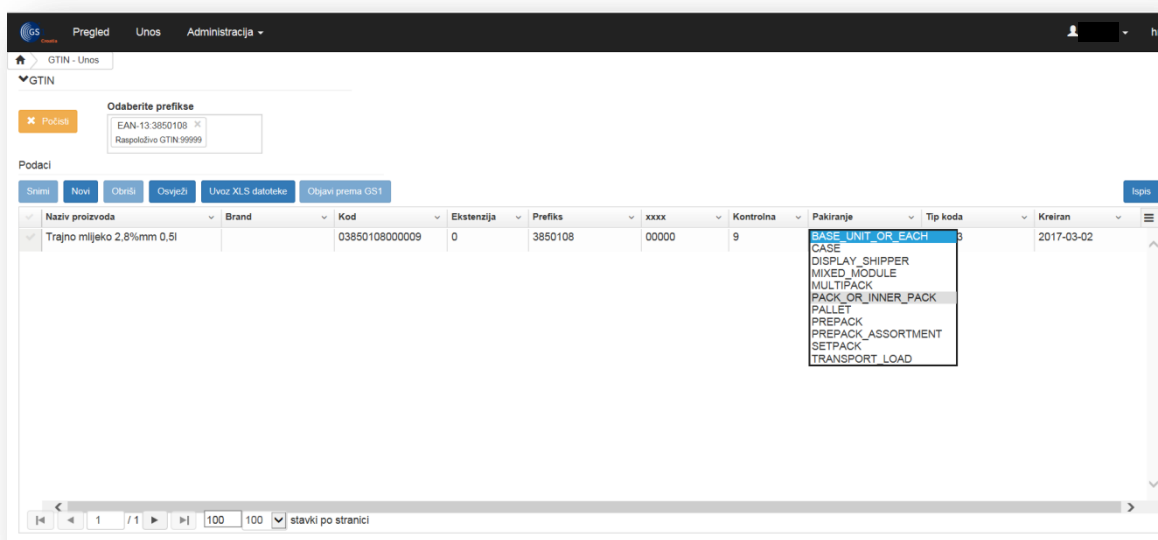 GS Croatia Pregled Unos Administracija h
GTIN - Unos
GTIN
Odaberite prefikse
Počisti
EAN-13:3850108 ×
Raspoloživo GTIN:99999
Podaci
Snimi Novi Obriši Osvježi Uvoz XLS datoteke Objavi prema GS1 Ispis
Naziv proizvoda Brand Kod Ekstenzija Prefiks xxxx Kontrolna Pakiranje Tip koda Kreiran
Trajno mlijeko 2,8%mm 0,5l 03850108000009 0 3850108 00000 9 BASE_UNIT_OR_EACH 3 2017-03-02
CASE
DISPLAY_SHIPPER
MIXED_MODULE
MULTIPACK
PACK_OR_INNER_PACK
PALLET
PREPACK
PREPACK_ASSORTMENT
SETPACK
TRANSPORT_LOAD
1 / 1 100 100 stavki po stranici